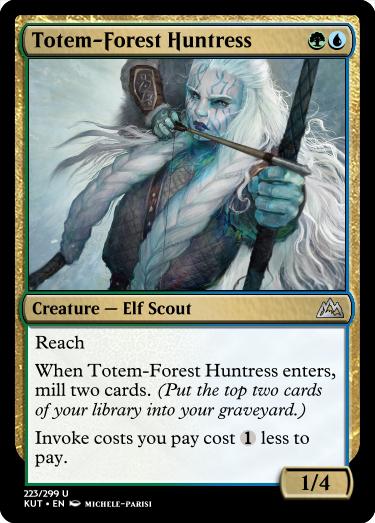 Totem-Forest Huntress
Creature — Elf Scout
Reach
When Totem-Forest Huntress enters,
mill two cards. (Put the top two cards
of your library into your graveyard.)
Invoke costs you pay cost 1 less to
pay.
1/4
223/299 U
KUT • EN MICHELE-PARISI